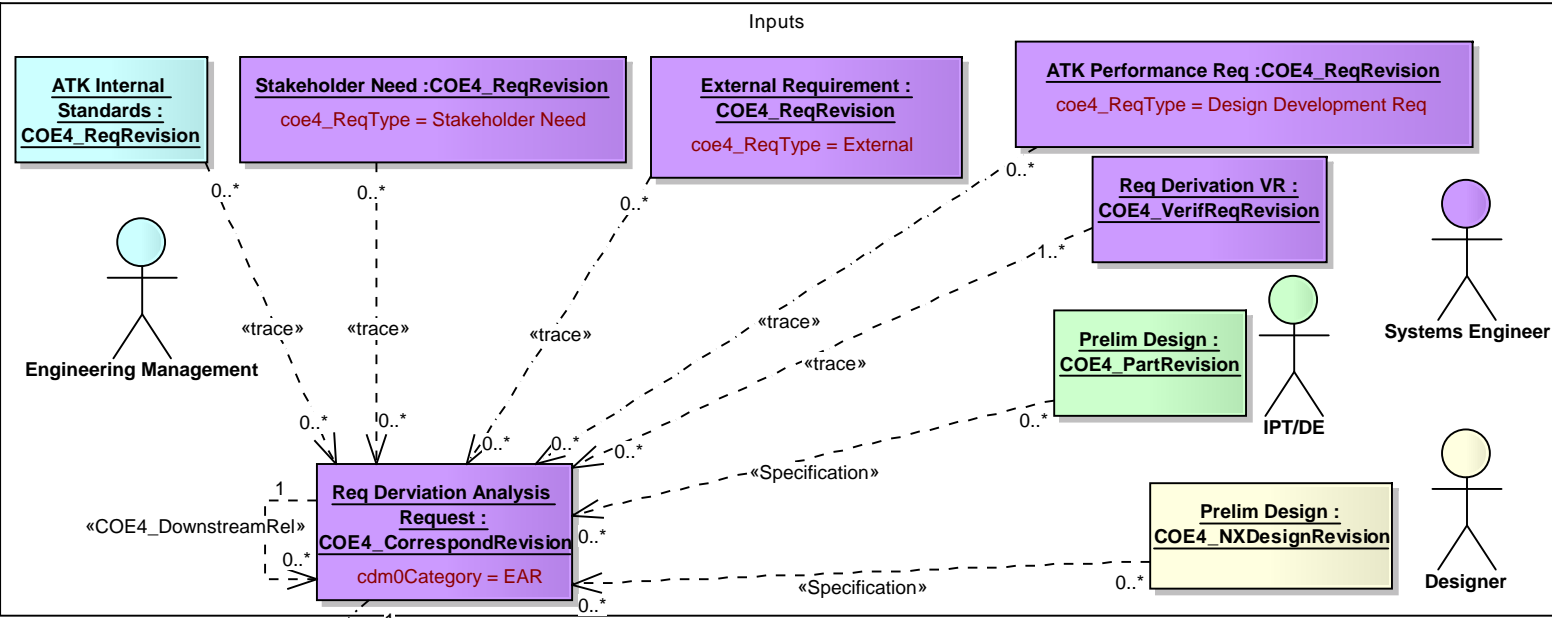 Inputs
ATK Internal
Standards :
COE4_ReqRevision
Stakeholder Need :COE4_ReqRevision
coe4_ReqType = Stakeholder Need
External Requirement :
COE4_ReqRevision
coe4_ReqType = External
ATK Performance Req :COE4_ReqRevision
coe4_ReqType = Design Development Req
0..*
0..*
0..*
0..*
Req Derivation VR :
COE4_VerifReqRevision
1..*
Engineering Management
Systems Engineer
«trace»
«trace»
«trace»
«trace»
«trace»
Prelim Design :
COE4_PartRevision
0..*
IPT/DE
0..*
0..*
0..*
0..*
0..*
«Specification»
Req Derviation Analysis
Request :
COE4_CorrespondRevision
cdm0Category = EAR
1
«COE4_DownstreamRel»
0..*
0..*
Prelim Design :
COE4_NXDesignRevision
0..*
«Specification»
0..*
Designer
1